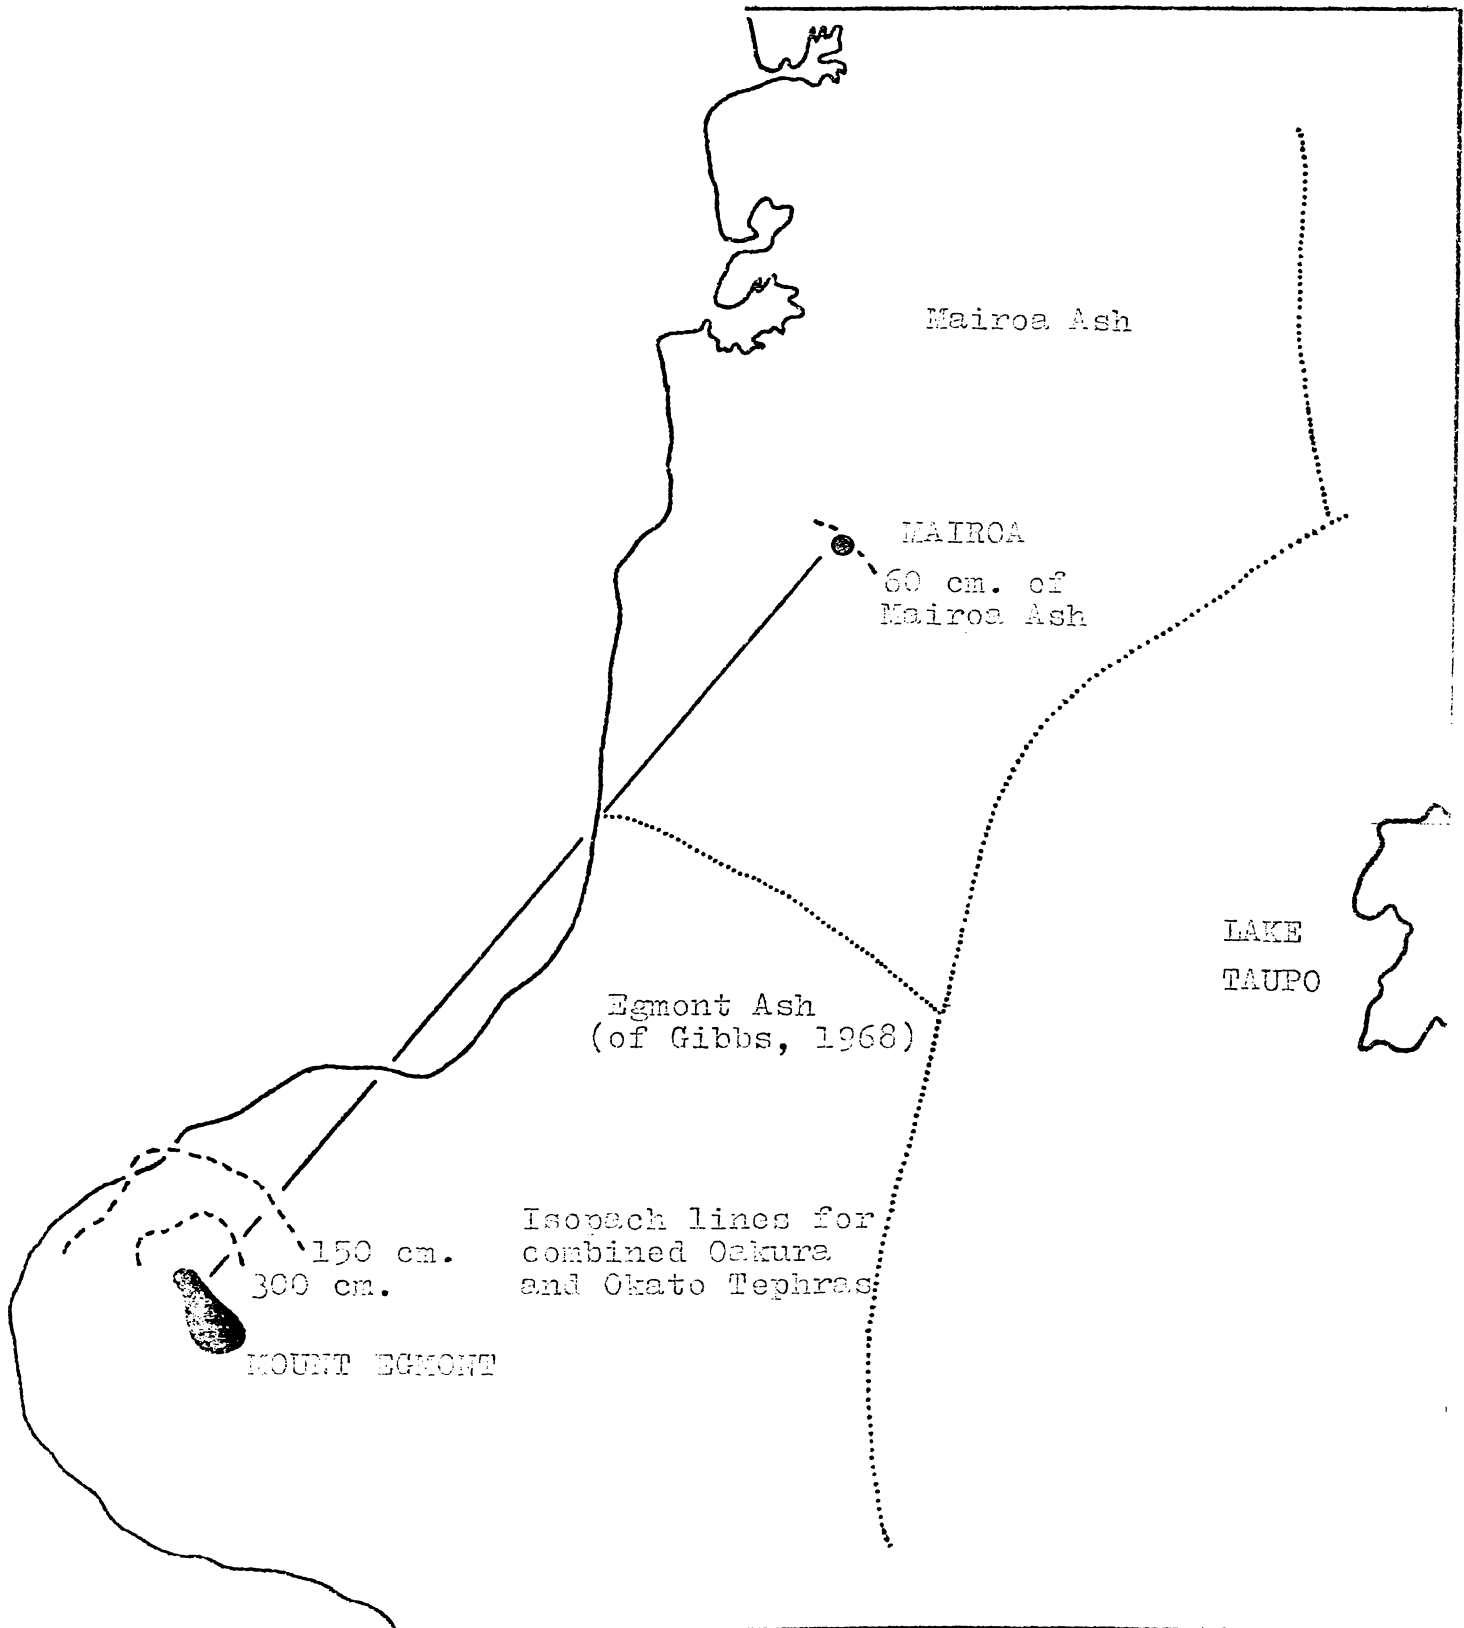 Mairoa Ash
MAIROA
60 cm. of
Mairoa Ash
LAKE
TAUPO
Egmont Ash
(of Gibbs, 1968)
Isopach lines for
combined Oakura
and Okato Tephras
150 cm.
300 cm.
MOUNT EGMONT